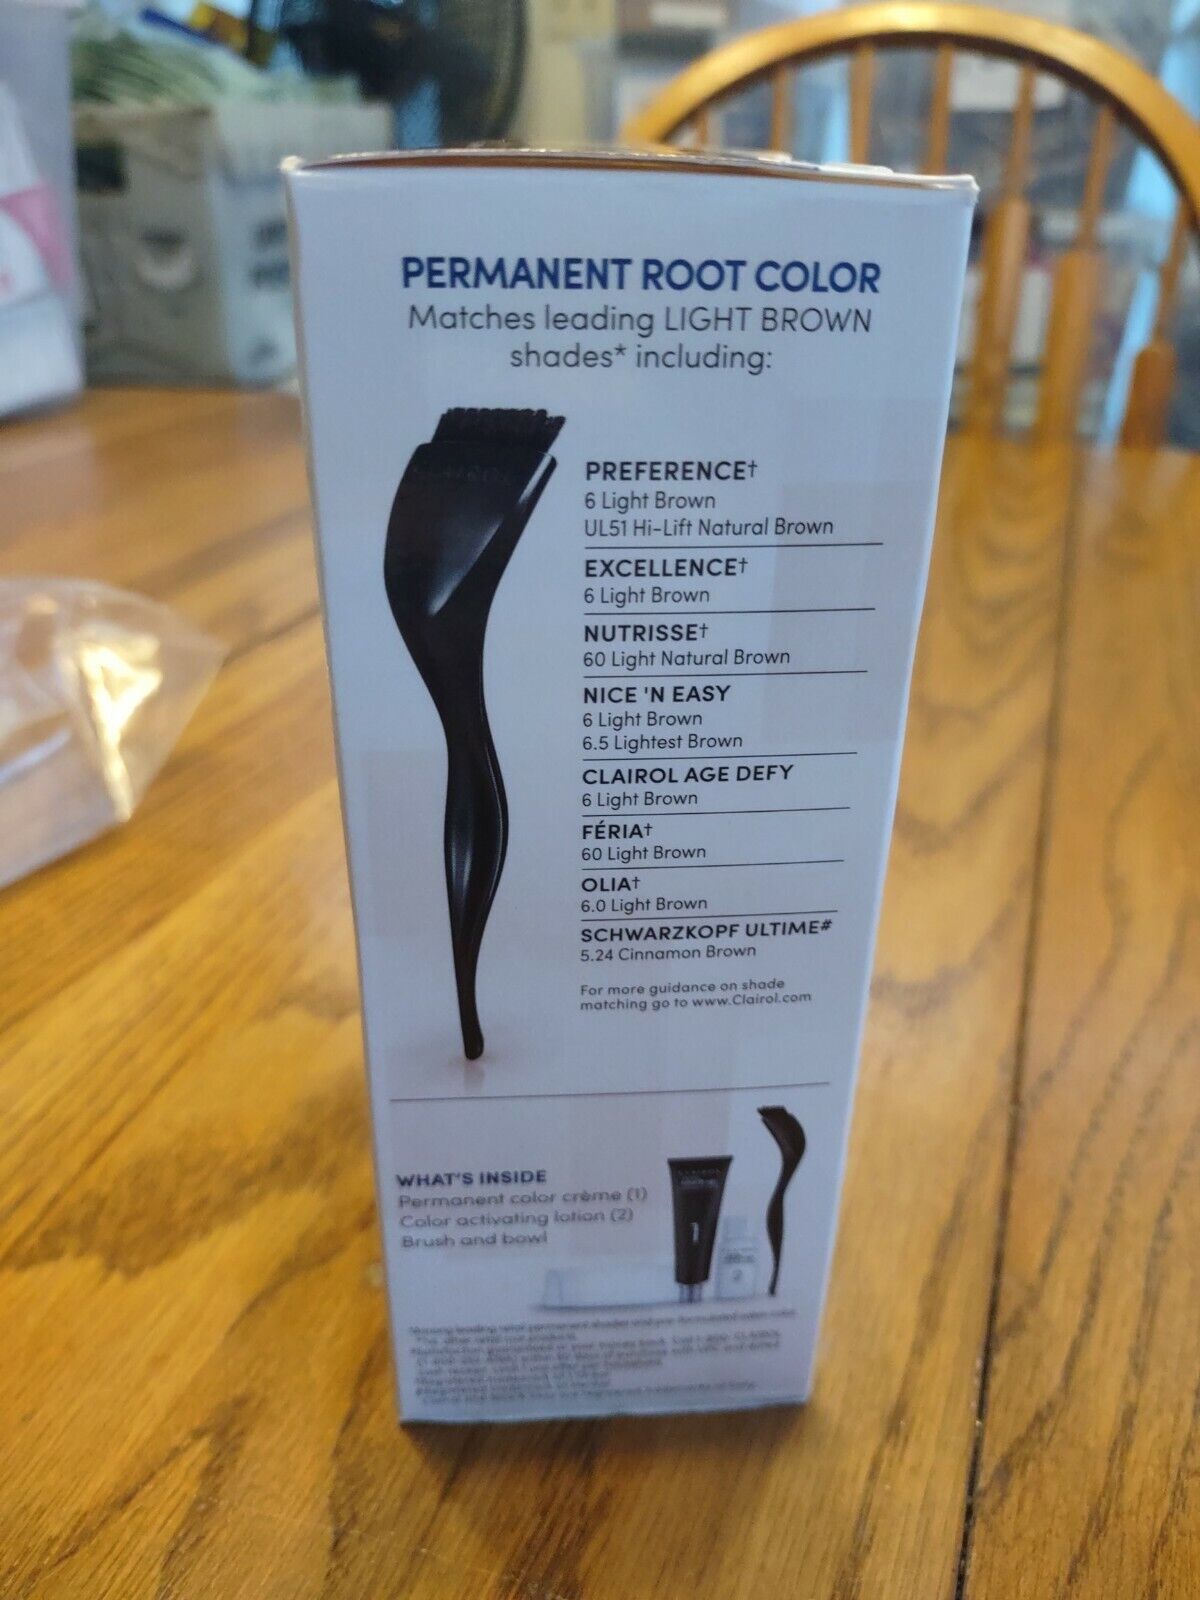 PERMANENT ROOT COLOR
Matches leading LIGHT BROWN
shades* including:
PREFERENCE†
6 Light Brown
UL51 Hi-Lift Natural Brown
EXCELLENCE†
6 Light Brown
NUTRISSE†
60 Light Natural Brown
NICE 'N EASY
6 Light Brown
6.5 Lightest Brown
CLAIROL AGE DEFY
6 Light Brown
FÉRIA†
60 Light Brown
OLIA†
6.0 Light Brown
SCHWARZKOPF ULTIME#
5.24 Cinnamon Brown
For more guidance on shade
matching go to www.Clairol.com
WHAT'S INSIDE
Permanent color crème (1)
Color activating lotion (2)
Brush and bowl
CLAIROL
1
2